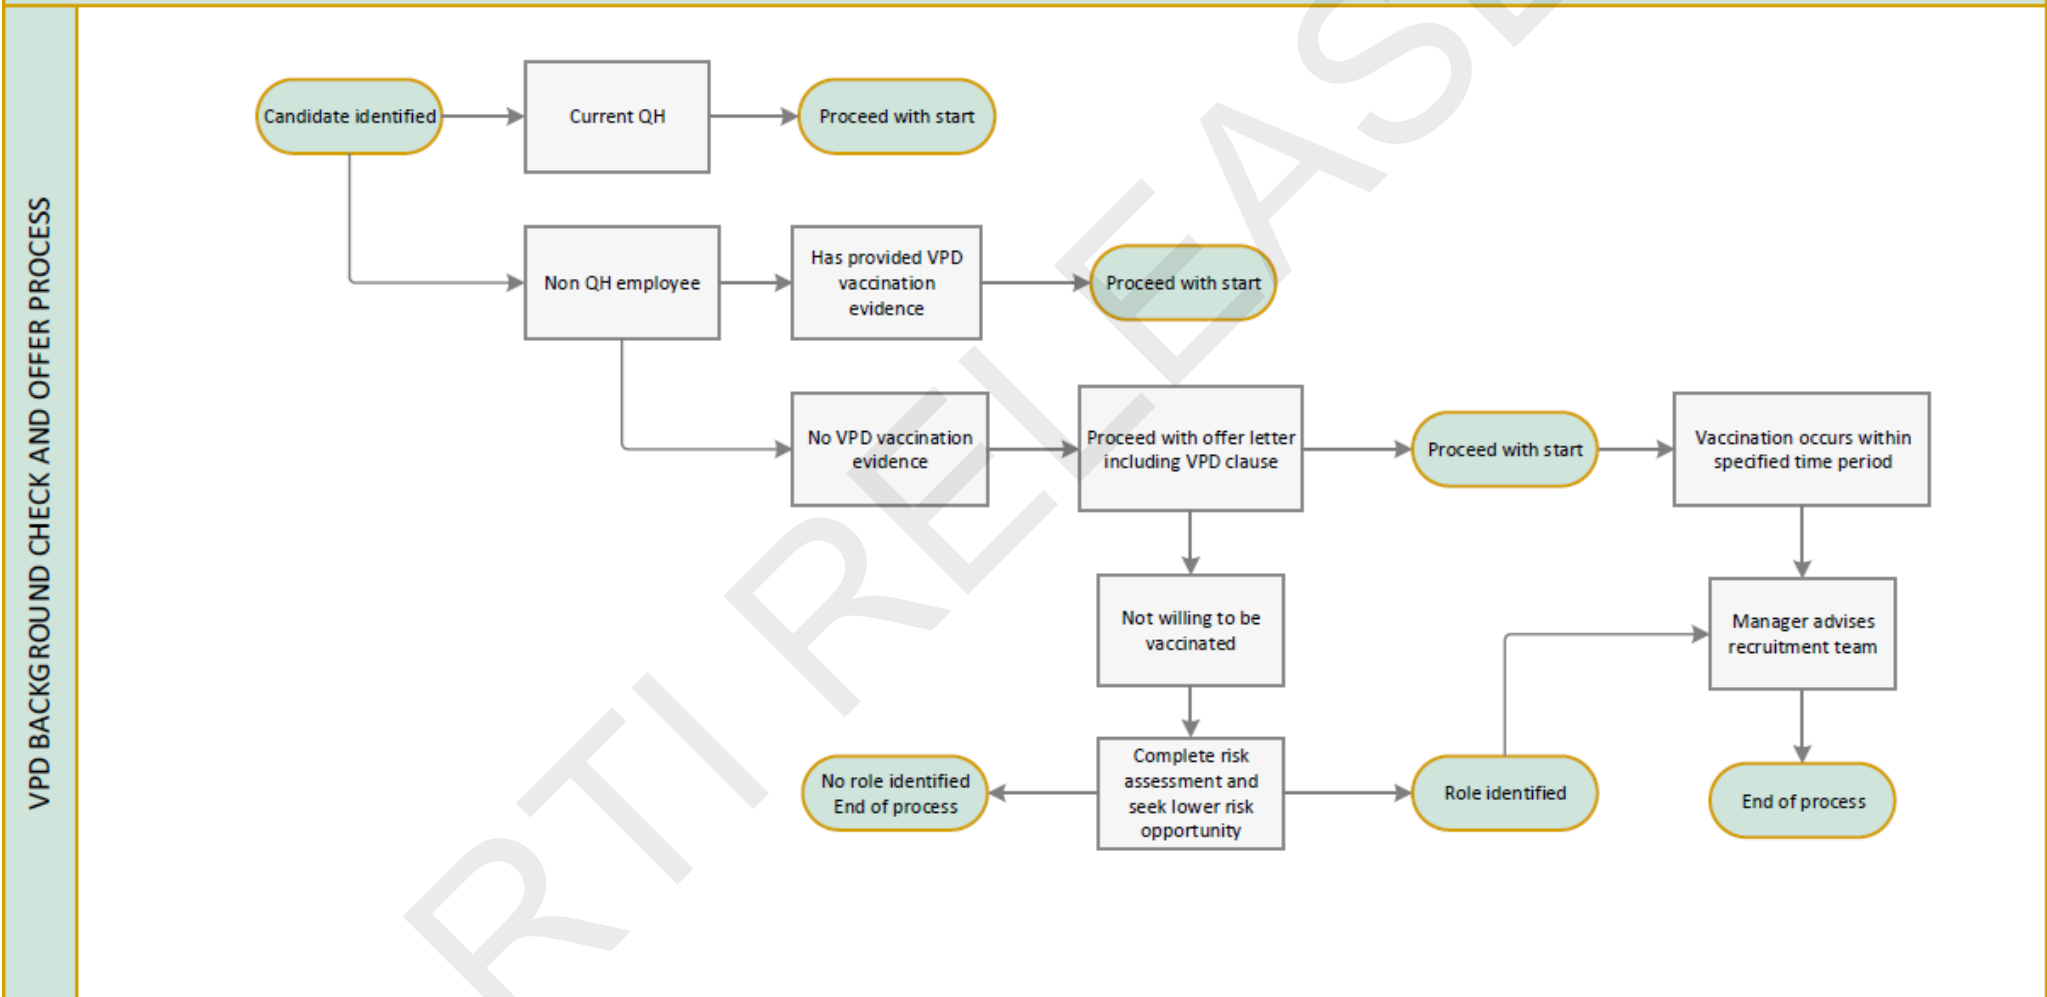 VPD BACKGROUND CHECK AND OFFER PROCESS
Candidate identified
Current QH
Proceed with start
Non QH employee
Has provided VPD
vaccination
evidence
Proceed with start
No VPD vaccination
evidence
Proceed with offer letter
including VPD clause
Proceed with start
Vaccination occurs within
specified time period
Not willing to be
vaccinated
Manager advises
recruitment team
Complete risk
assessment and
seek lower risk
opportunity
No role identified
End of process
Role identified
End of process
RTI RELEASE